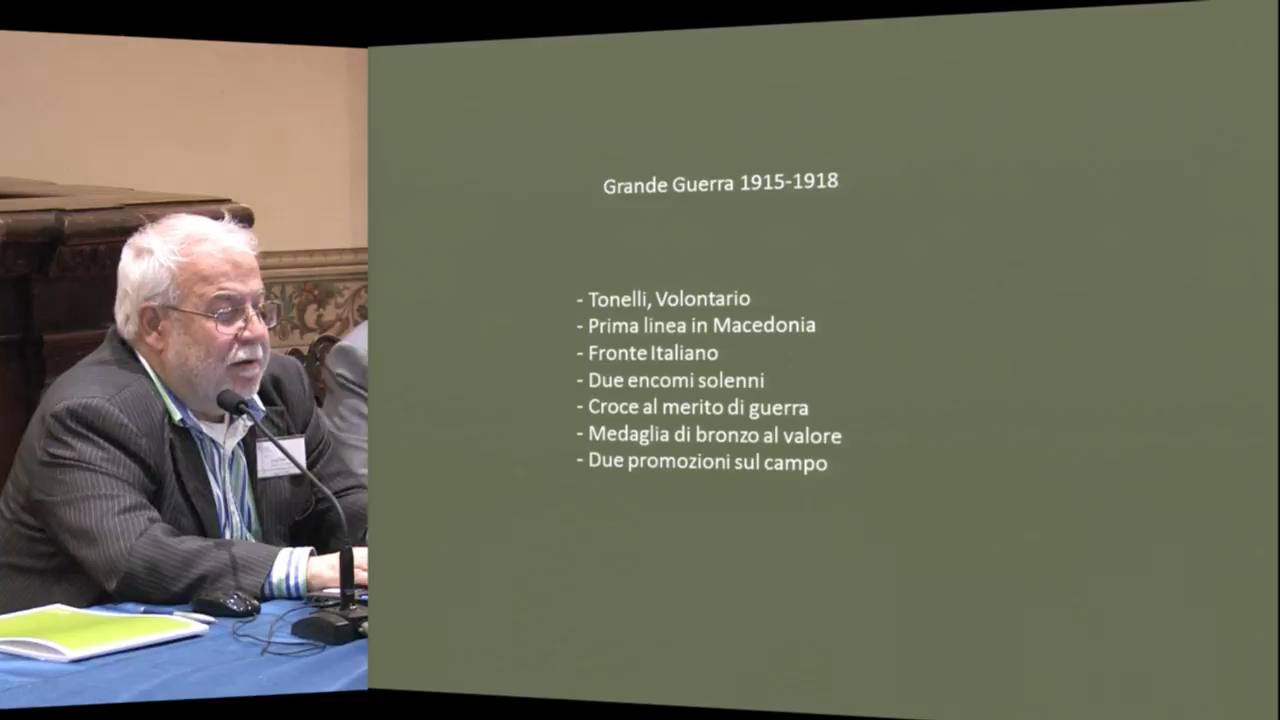 Grande Guerra 1915-1918
- Tonelli, Volontario
- Prima linea in Macedonia
- Fronte Italiano
- Due encomi solenni
- Croce al merito di guerra
- Medaglia di bronzo al valore
- Due promozioni sul campo